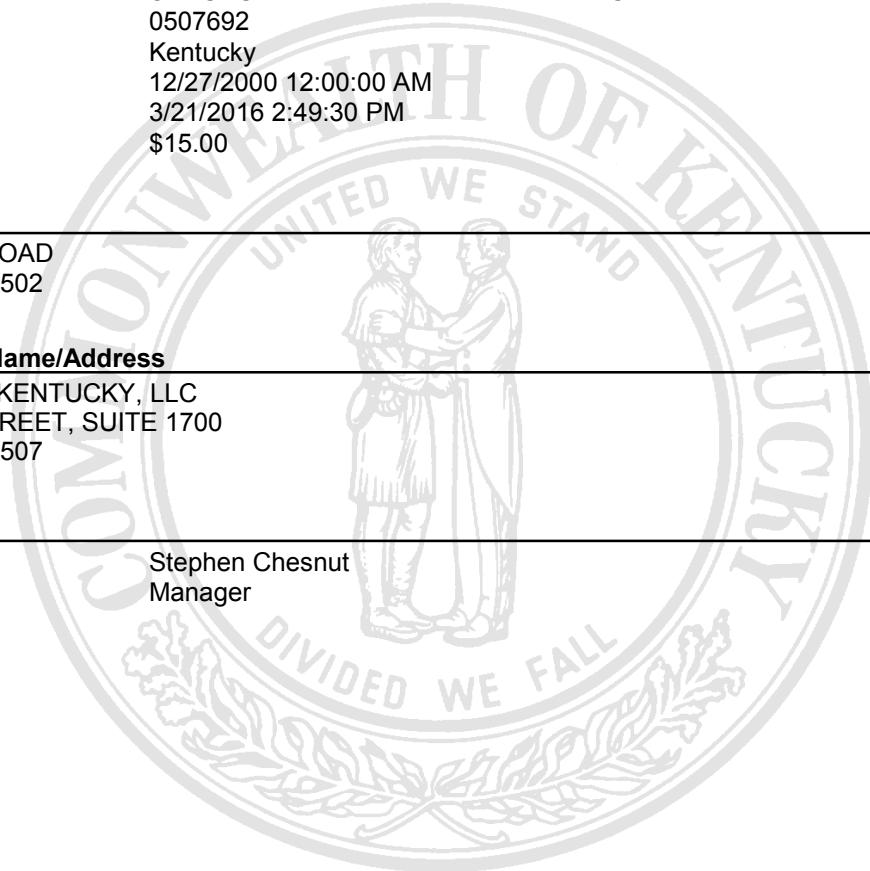 0507692
Kentucky
12/27/2000 12:00:00 AM
3/21/2016 2:49:30 PM
$15.00
OAD
502
lame/Address
KENTUCKY, LLC
REET, SUITE 1700
507
Stephen Chesnut
Manager
COMMONWEALTH OF KENTUCKY
UNITED WE STAND
DIVIDED WE FALL